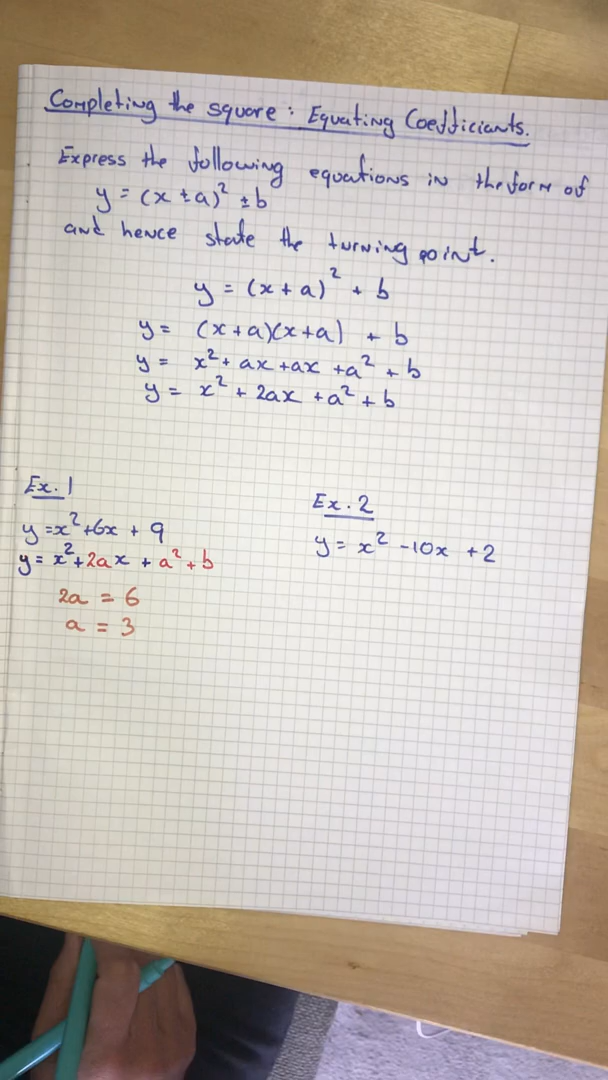 Completing the square : Equating Coefficiants.
Express the following equations in the form of
y = (x ± a)² ± b
and hence state the turning point.
y = (x + a)² + b
y = (x+a)(x+a) + b
y = x² + ax + ax + a² + b
y = x² + 2ax + a² + b
Ex. 1
y = x² + 6x + 9
y = x² + 2ax + a² + b
2a = 6
a = 3
Ex. 2
y = x² - 10x + 2